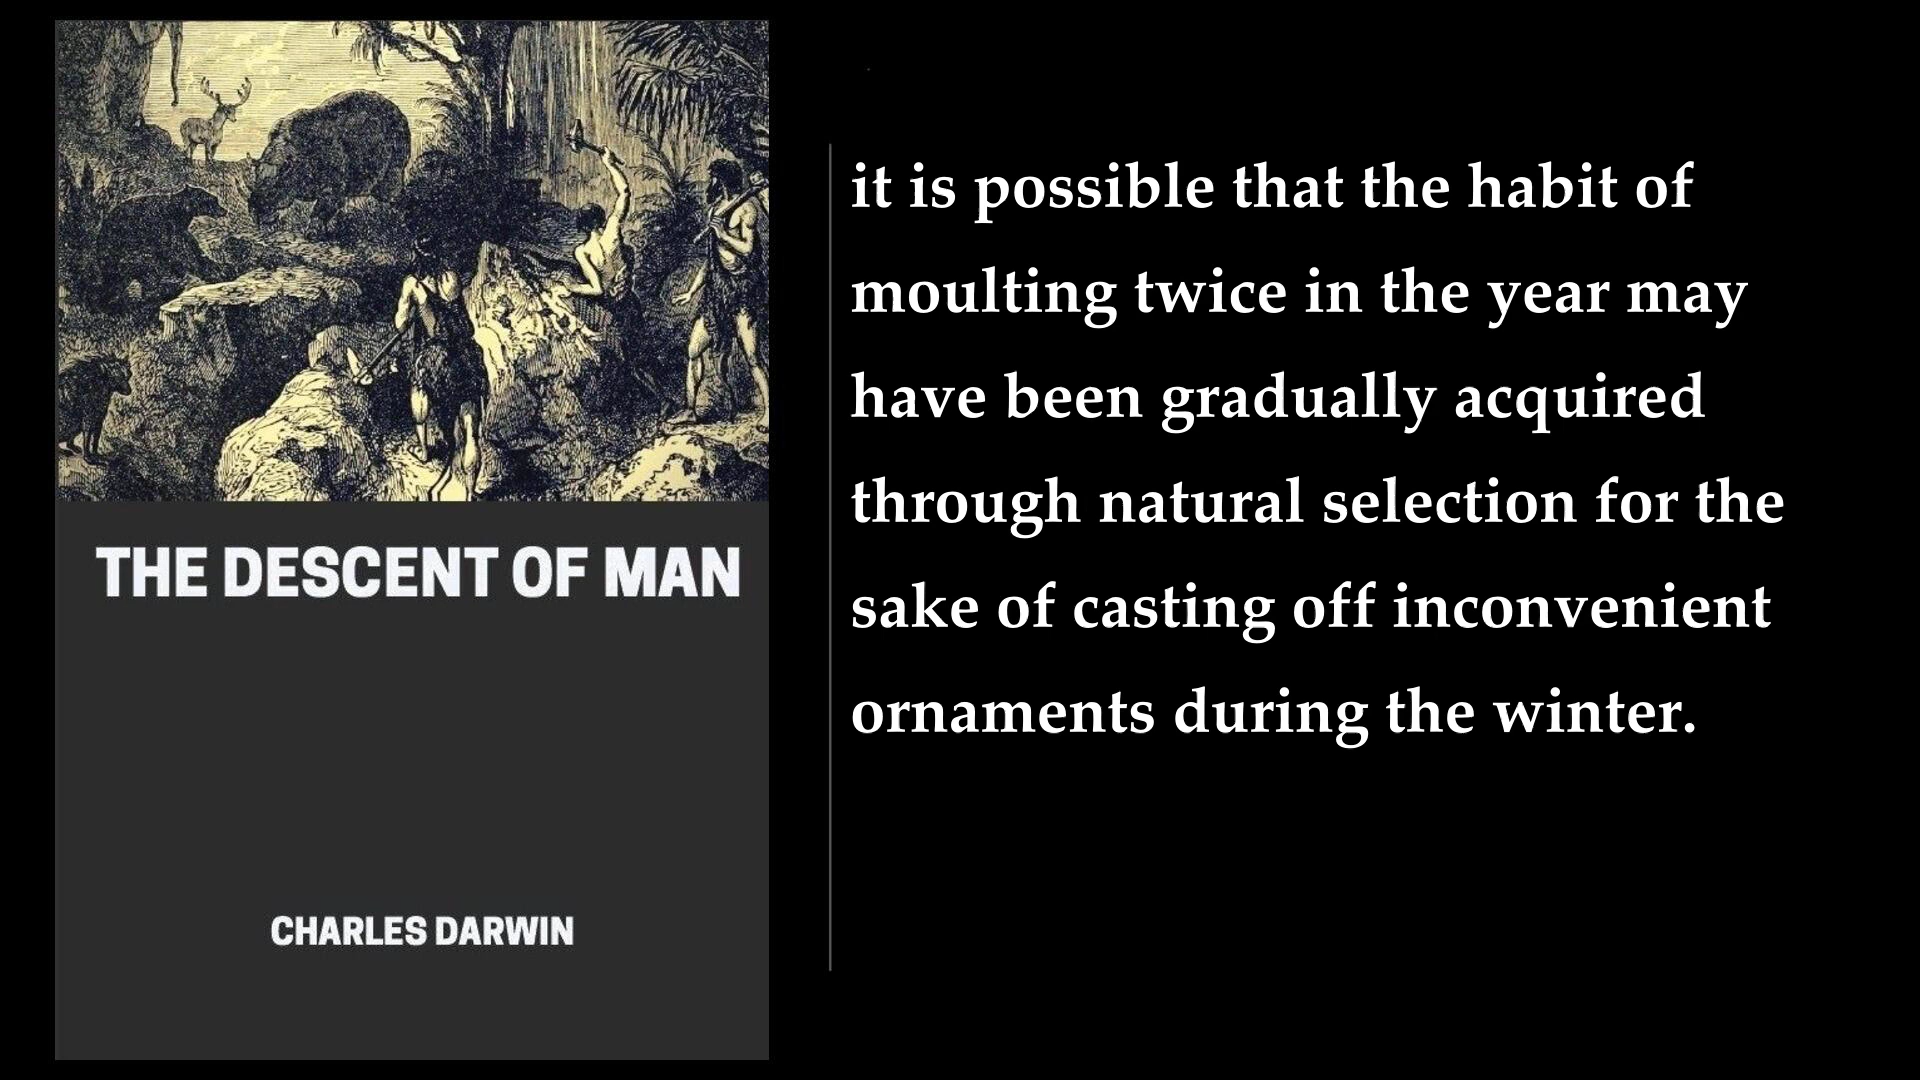 THE DESCENT OF MAN
CHARLES DARWIN
it is possible that the habit of
moulting twice in the year may
have been gradually acquired
through natural selection for the
sake of casting off inconvenient
ornaments during the winter.